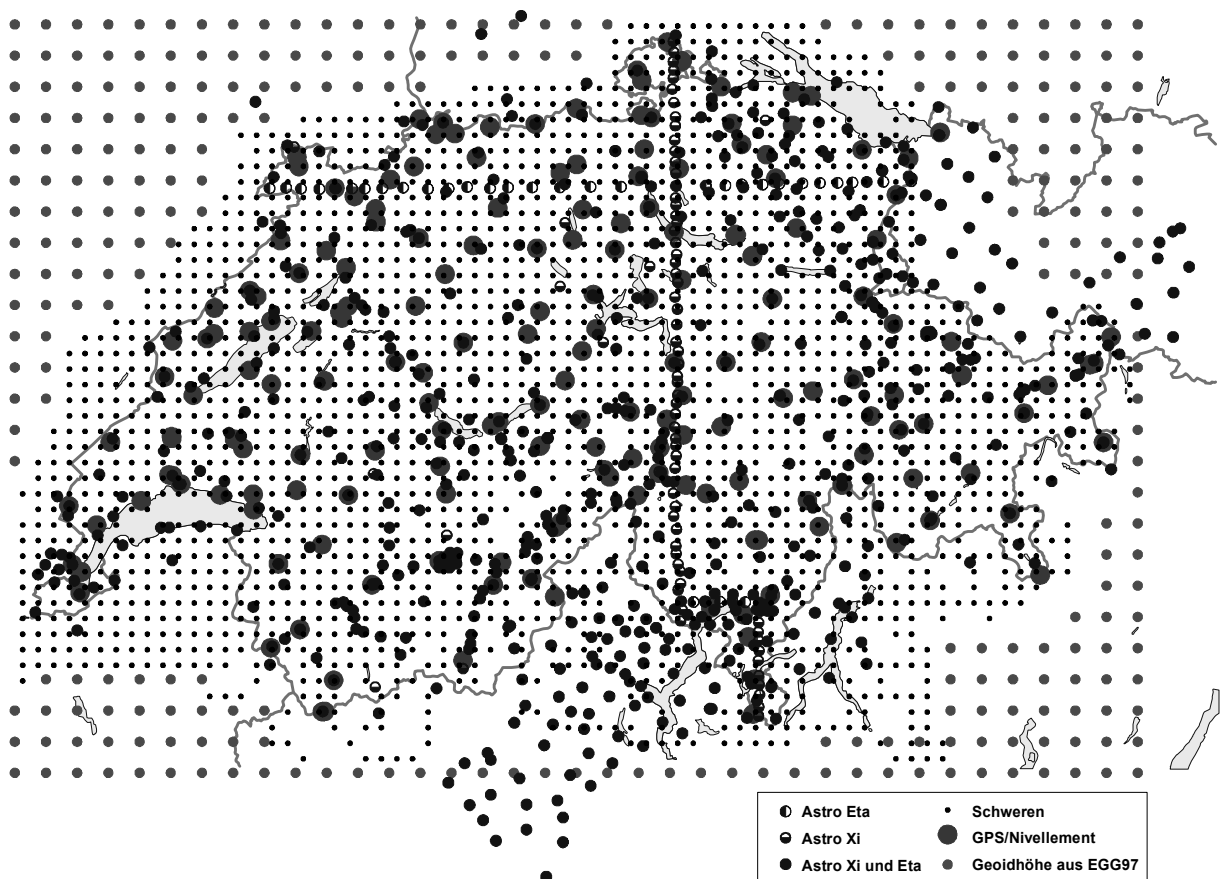 Astro Eta
Astro Xi
Astro Xi und Eta
Schweren
GPS/Nivellement
Geoidhöhe aus EGG97